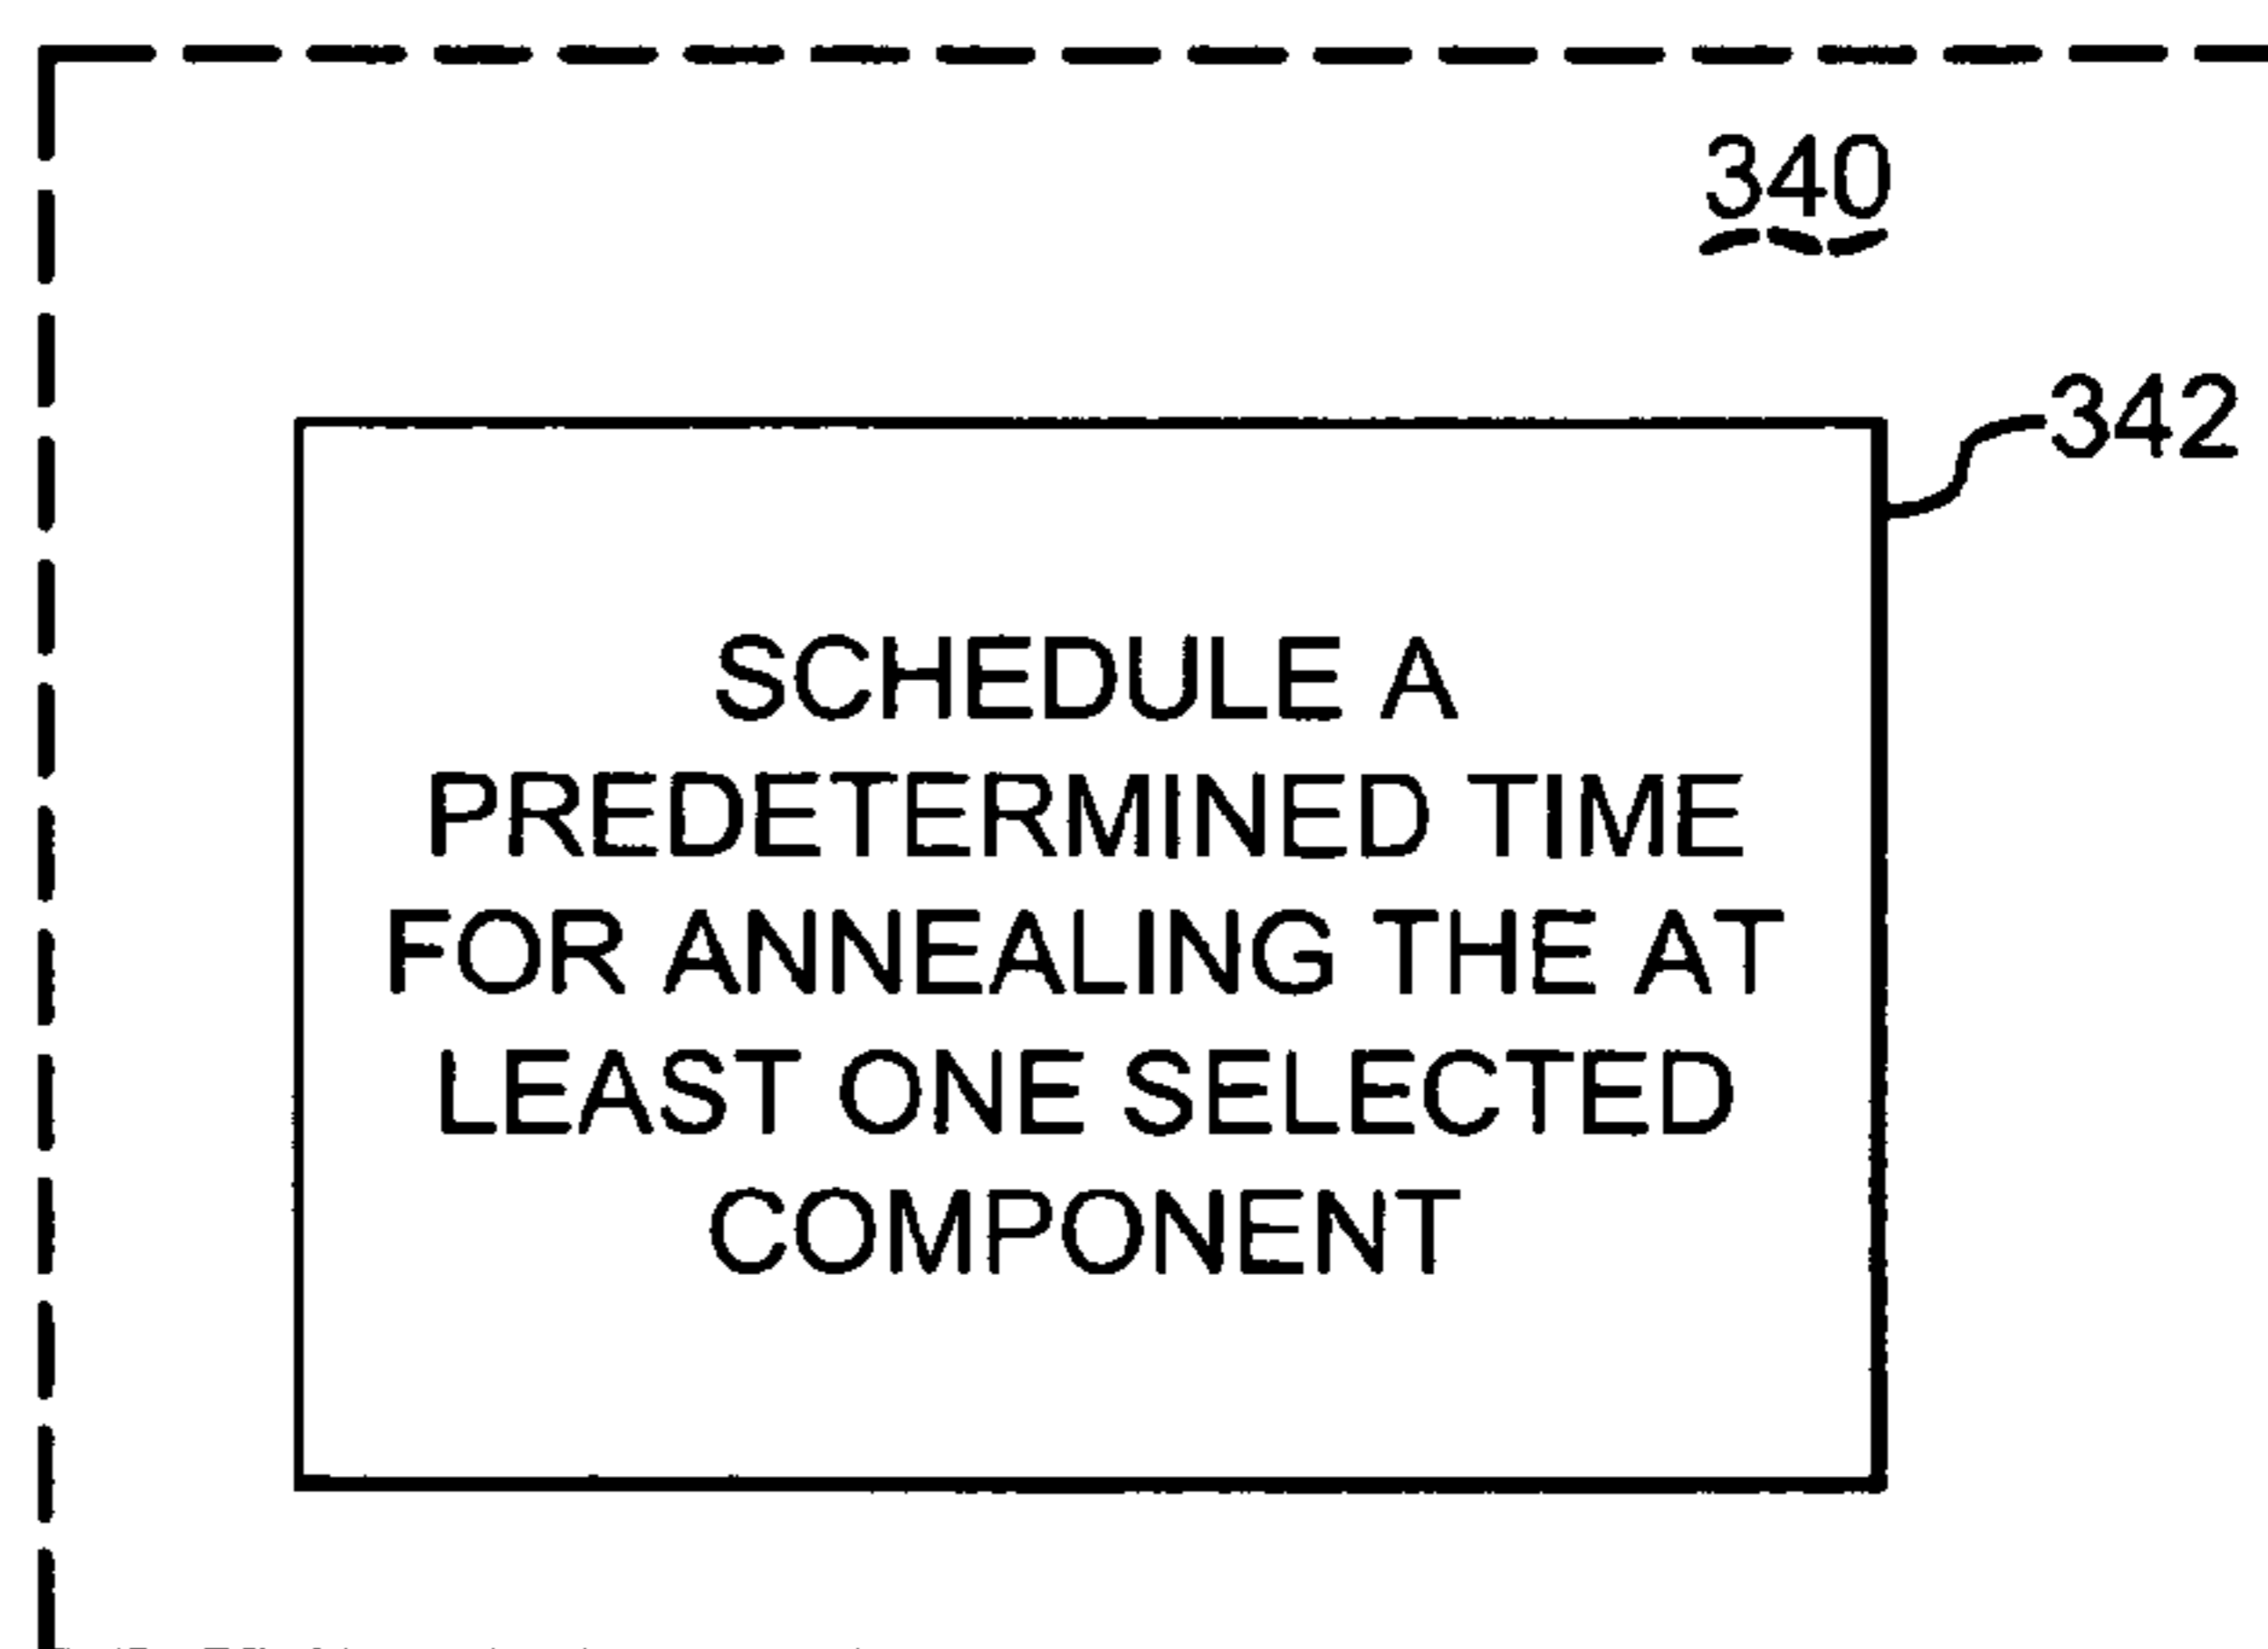 340
342
SCHEDULE A
PREDETERMINED TIME
FOR ANNEALING THE AT
LEAST ONE SELECTED
COMPONENT